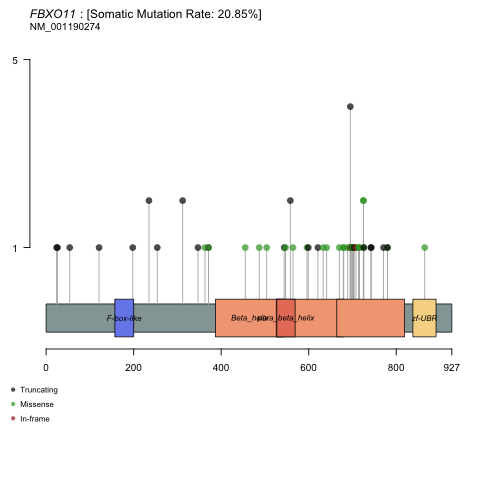 FBXO11 : [Somatic Mutation Rate: 20.85%]
NM_001190274
5
1
F-box-like
Beta_helix
para_beta_helix
zf-UBR
0
200
400
600
800
927
Truncating
Missense
In-frame